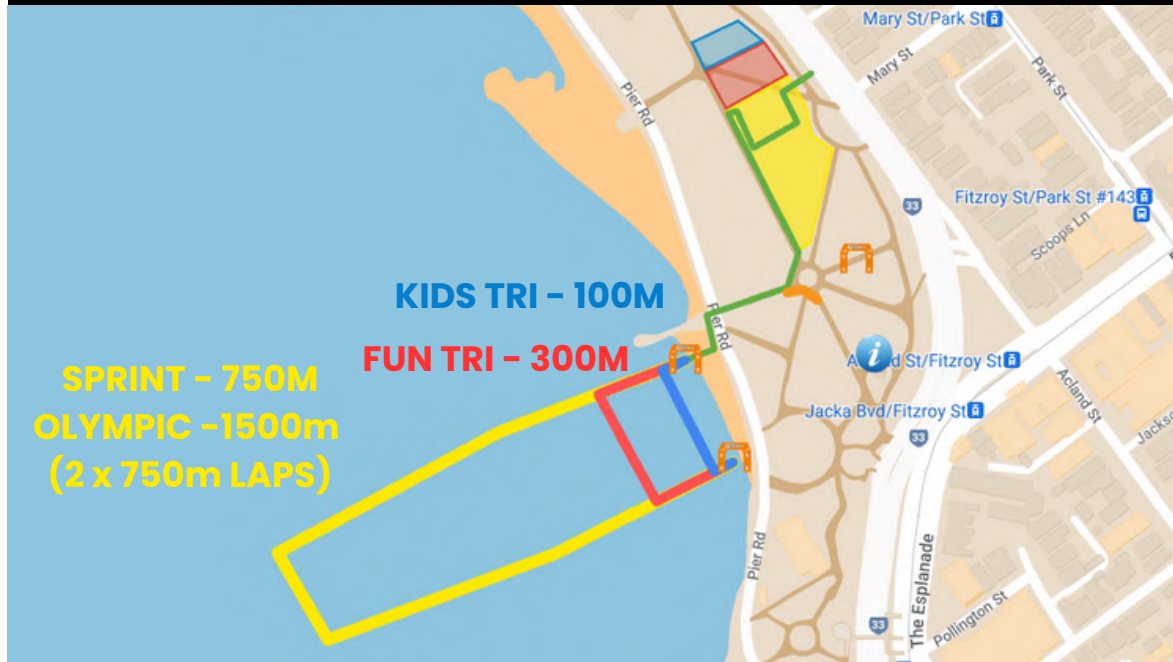 Mary St/Park St
Mary St
Park St
Pier Rd
33
Fitzroy St/Park St #143
Scoops Ln
KIDS TRI - 100M
Pier Rd
FUN TRI - 300M
i
d St/Fitzroy St
SPRINT - 750M
OLYMPIC -1500m
(2 x 750m LAPS)
Acland St
Jacka Bvd/Fitzroy St
33
Pier Rd
The Esplanade
33
Pollington St